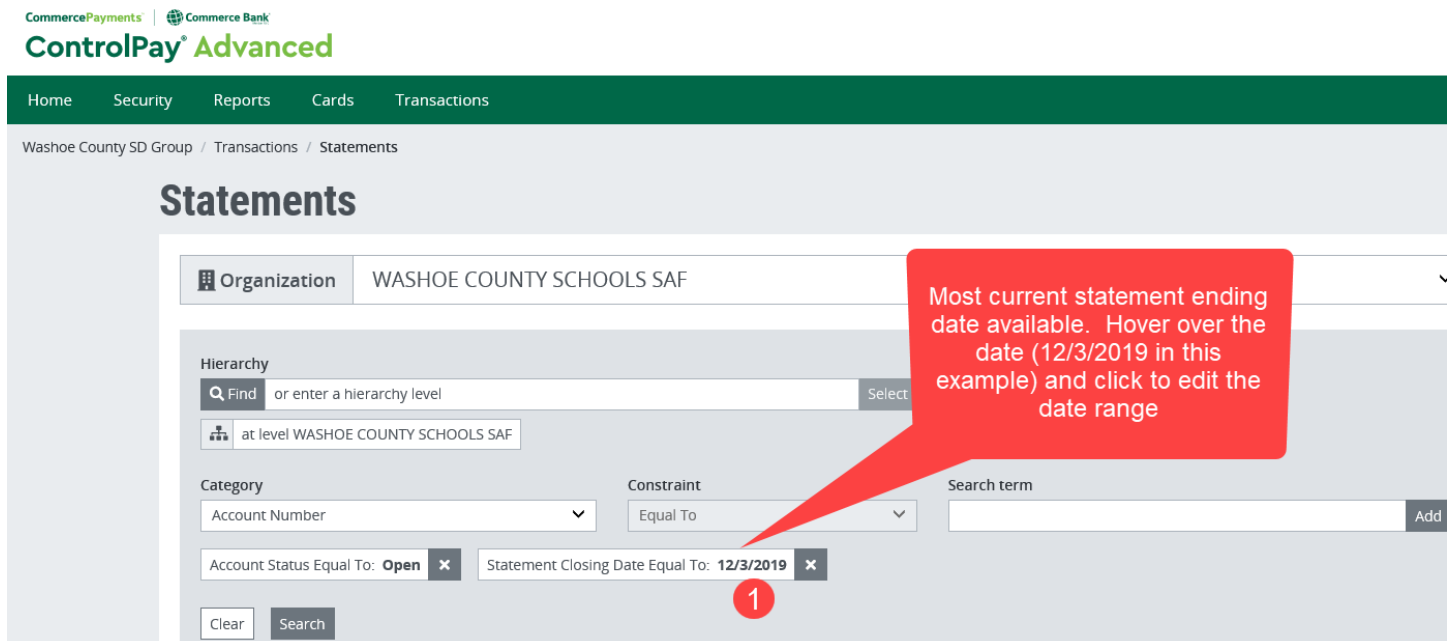 CommercePayments | Commerce Bank
ControlPay® Advanced
Home Security Reports Cards Transactions
Washoe County SD Group / Transactions / Statements
Statements
Organization WASHOE COUNTY SCHOOLS SAF
Most current statement ending
date available. Hover over the
date (12/3/2019 in this
example) and click to edit the
date range
Hierarchy
Find or enter a hierarchy level Select
at level WASHOE COUNTY SCHOOLS SAF
Category Constraint Search term
Account Number Equal To Add
Account Status Equal To: Open × Statement Closing Date Equal To: 12/3/2019 ×
1
Clear Search